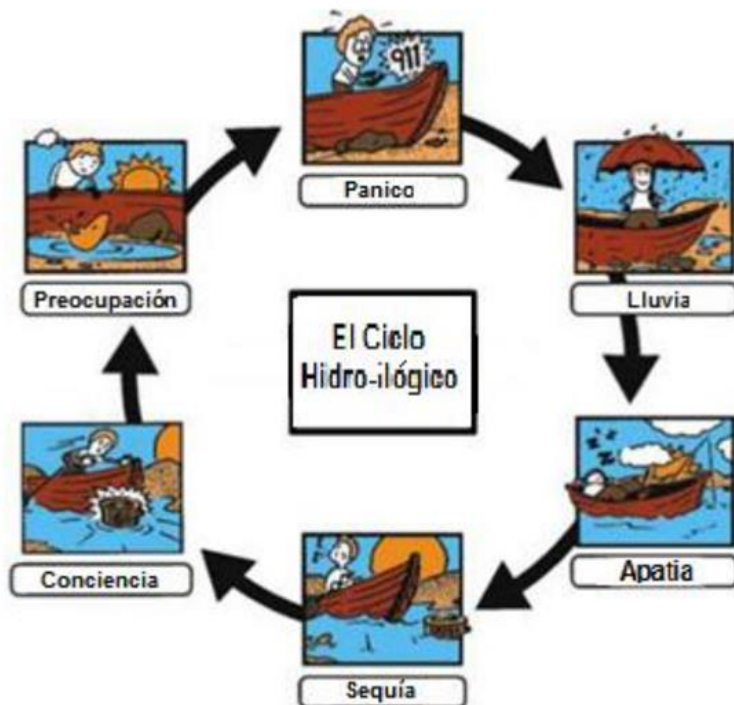 911
Panico
Preocupación
Lluvia
El Ciclo
Hidro-ilógico
Conciencia
Apatia
Sequía